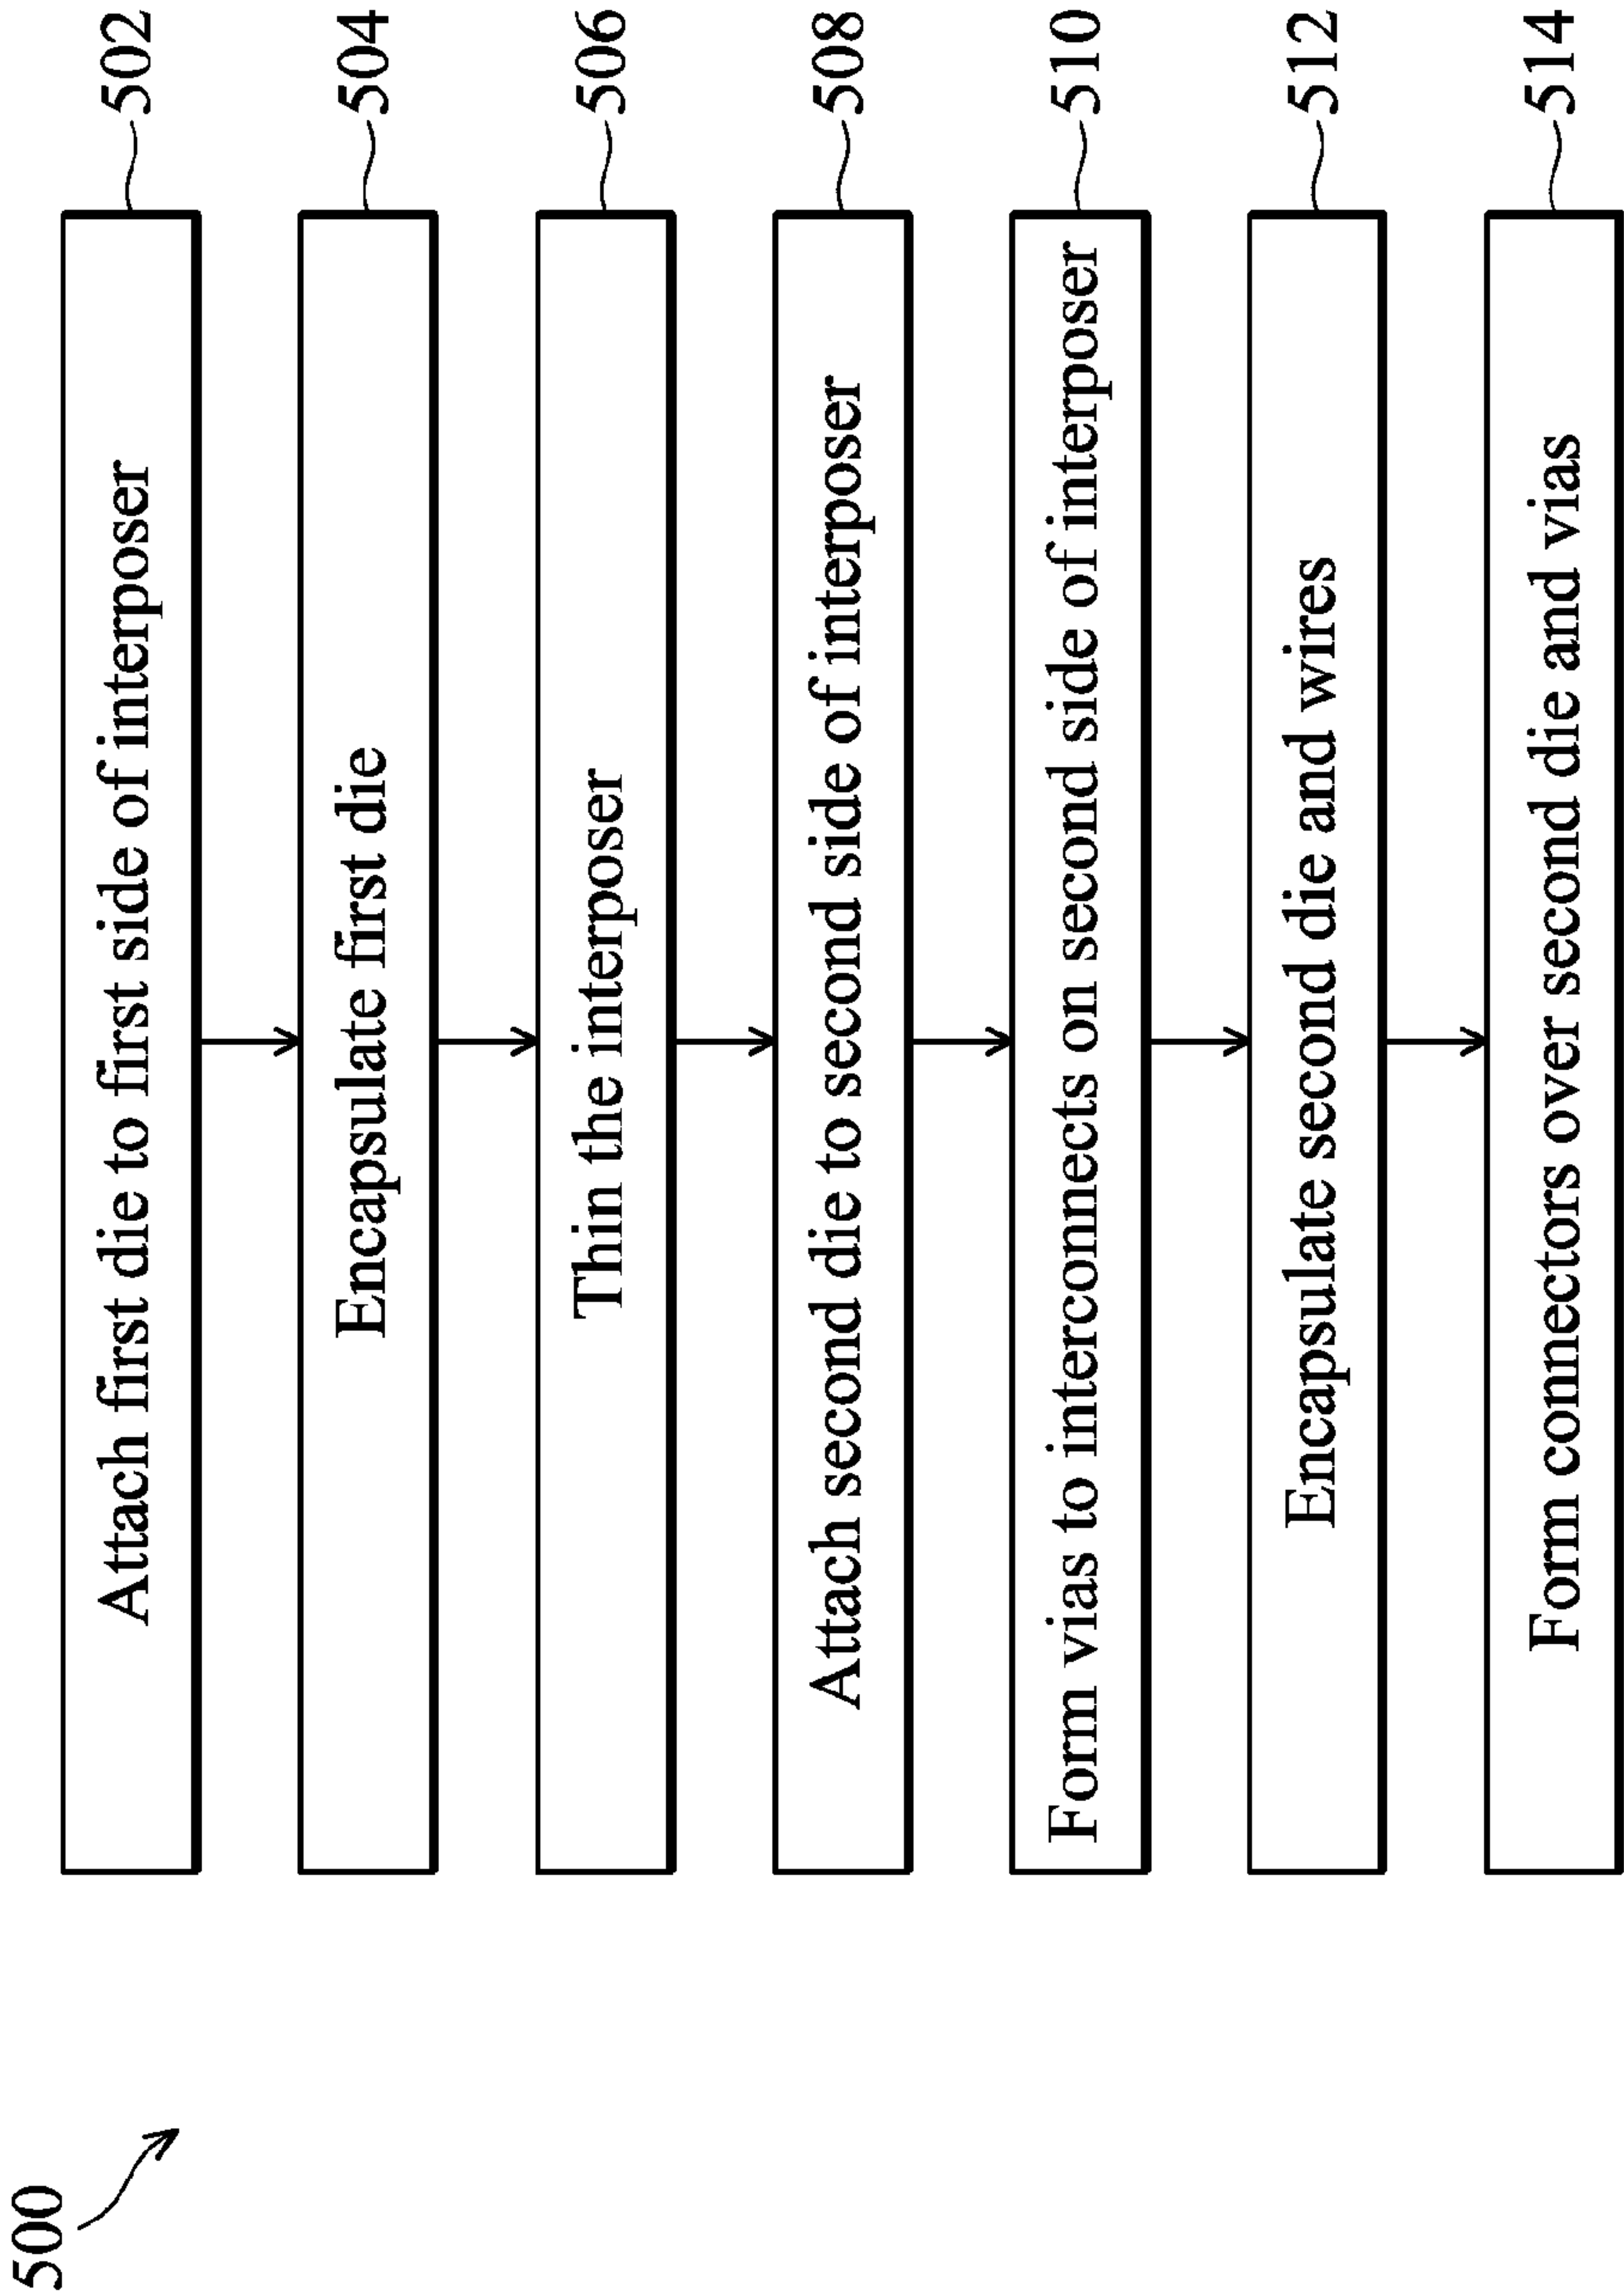 500
Attach first die to first side of interposer
502
Encapsulate first die
504
Thin the interposer
506
Attach second die to second side of interposer
508
Form vias to interconnects on second side of interposer
510
Encapsulate second die and wires
512
Form connectors over second die and vias
514